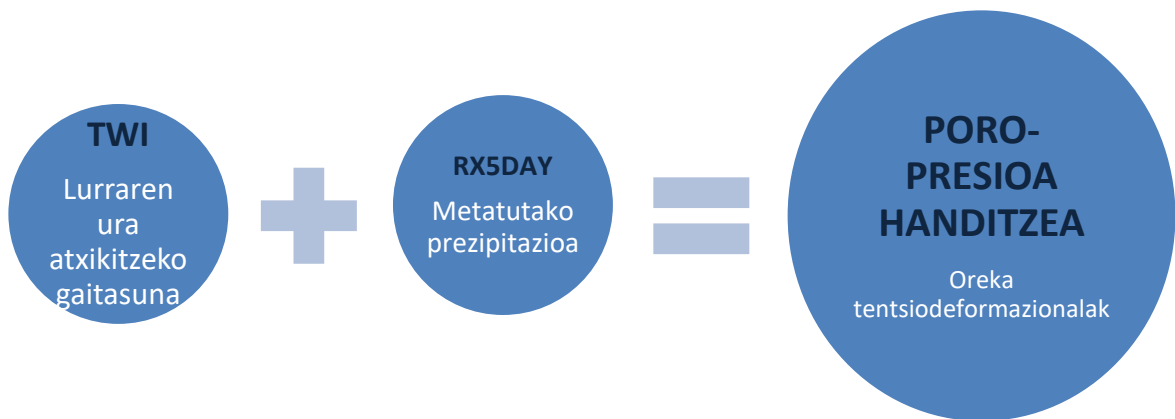 TWI
Lurraren
ura
atxikitzeko
gaitasuna
RX5DAY
Metatutako
prezipitazioa
PORO-
PRESIOA
HANDITZEA
Oreka
tentsiodeformazionalak